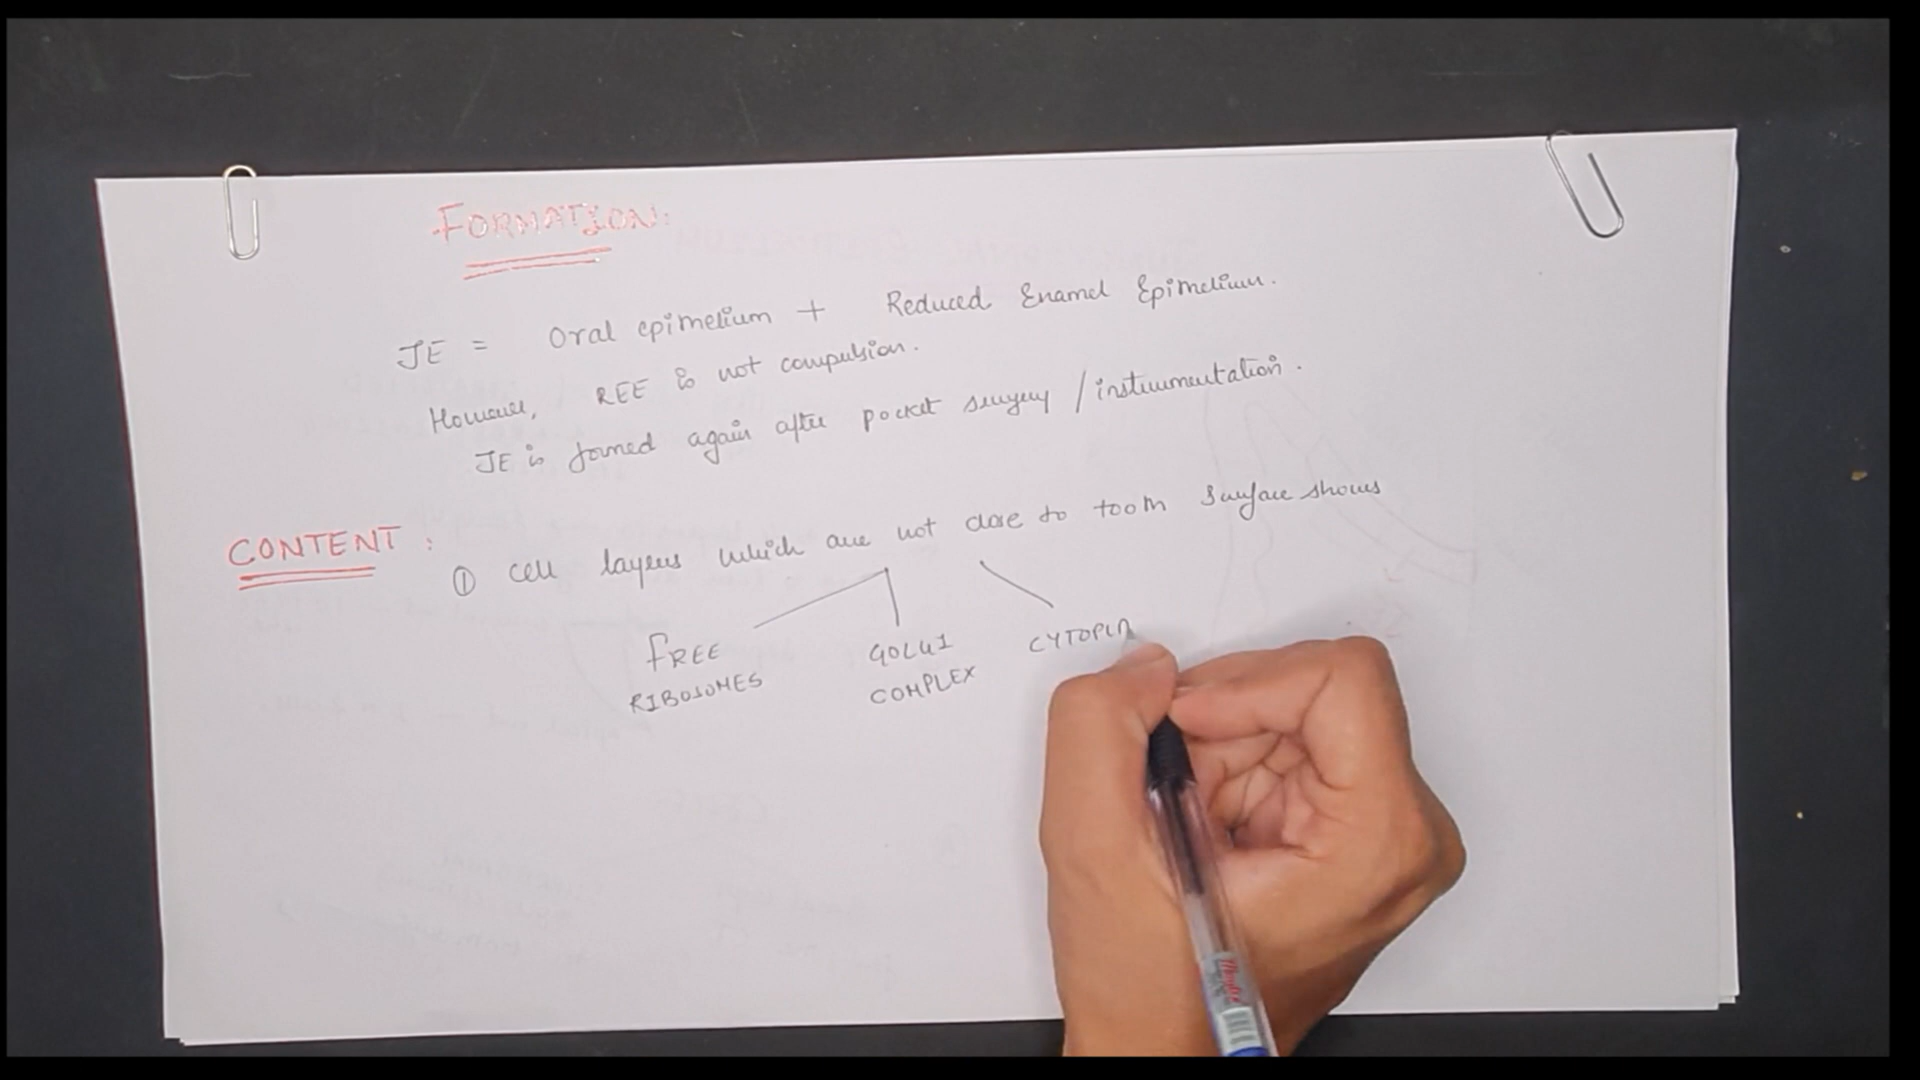 FORMATION:
JE = Oral epithelium + Reduced Enamel Epithelium.
However, REE is not compulsion.
JE is formed again after pocket surgery / instrumentation.
CONTENT :
① cell layers which are not close to tooth surface shows
FREE RIBOSOMES
GOLGI COMPLEX
CYTOPLA